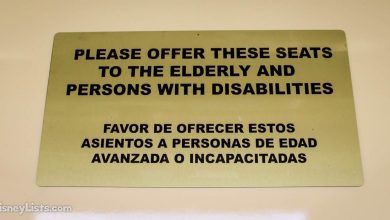 PLEASE OFFER THESE SEATS
TO THE ELDERLY AND
PERSONS WITH DISABILITIES
FAVOR DE OFRECER ESTOS
ASIENTOS A PERSONAS DE EDAD
AVANZADA O INCAPACITADAS
isneyLists.com